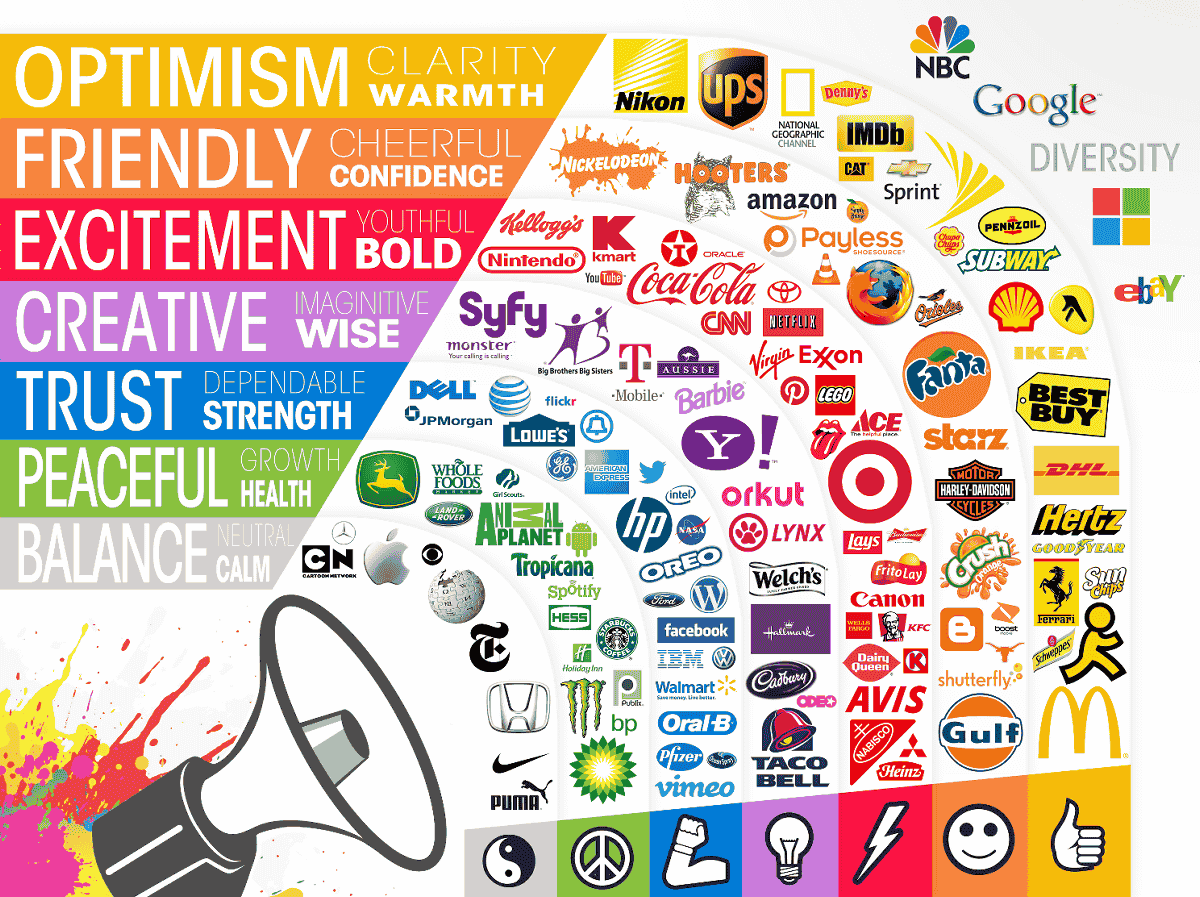 OPTIMISM
CLARITY
WARMTH
FRIENDLY
CHEERFUL
CONFIDENCE
EXCITEMENT
YOUTHFUL
BOLD
CREATIVE
IMAGINITIVE
WISE
TRUST
DEPENDABLE
STRENGTH
PEACEFUL
GROWTH
HEALTH
BALANCE
NEUTRAL
CALM
NBC
Google
DIVERSITY
ebaY
Nikon
ups
NATIONAL
GEOGRAPHIC
CHANNEL
Denny's
IMDb
CAT
Sprint
PENNZOIL
SUBWAY
IKEA
BEST
BUY
DHL
Hertz
GOODYEAR
Ferrari
Sun
Chips
Schweppes
M
NICKELODEON
HOOTERS
amazon
Payless
SHOESOURCE
Chupa
Chups
Orioles
Fanta
starz
MOTOR
HARLEY-DAVIDSON
CYCLES
Crush
Orange
B
boost
mobile
shutterfly
Gulf
Kellogg's
K
kmart
Nintendo
YouTube
T
ORACLE
Coca-Cola
CNN
NETFLIX
Virgin
Exxon
LEGO
ACE
The helpful place.
Lays
Budweiser
Frito Lay
Canon
WELLS
FARGO
KFC
Dairy
Queen
K
AVIS
NABISCO
Heinz
Syfy
monster
Your calling is calling
Big Brothers Big Sisters
T
·Mobile·
AUSSIE
Barbie
Y!
orkut
LYNX
Welch's
Hallmark
Cadbury
ODEO
TACO
BELL
DELL
at&t
flickr
JPMorgan
LOWE'S
GE
AMERICAN
EXPRESS
intel
hp
NASA
OREO
Ford
W
facebook
IBM
VW
Walmart
Save money. Live better.
Oral-B
Pfizer
Ocean Spray
vimeo
WHOLE
FOODS
MARKET
Girl Scouts
LAND
ROVER
ANIMAL
PLANET
Tropicana
Spotify
HESS
STARBUCKS
COFFEE
Holiday Inn
Publix
bp
CN
CARTOON NETWORK
T
PUMA